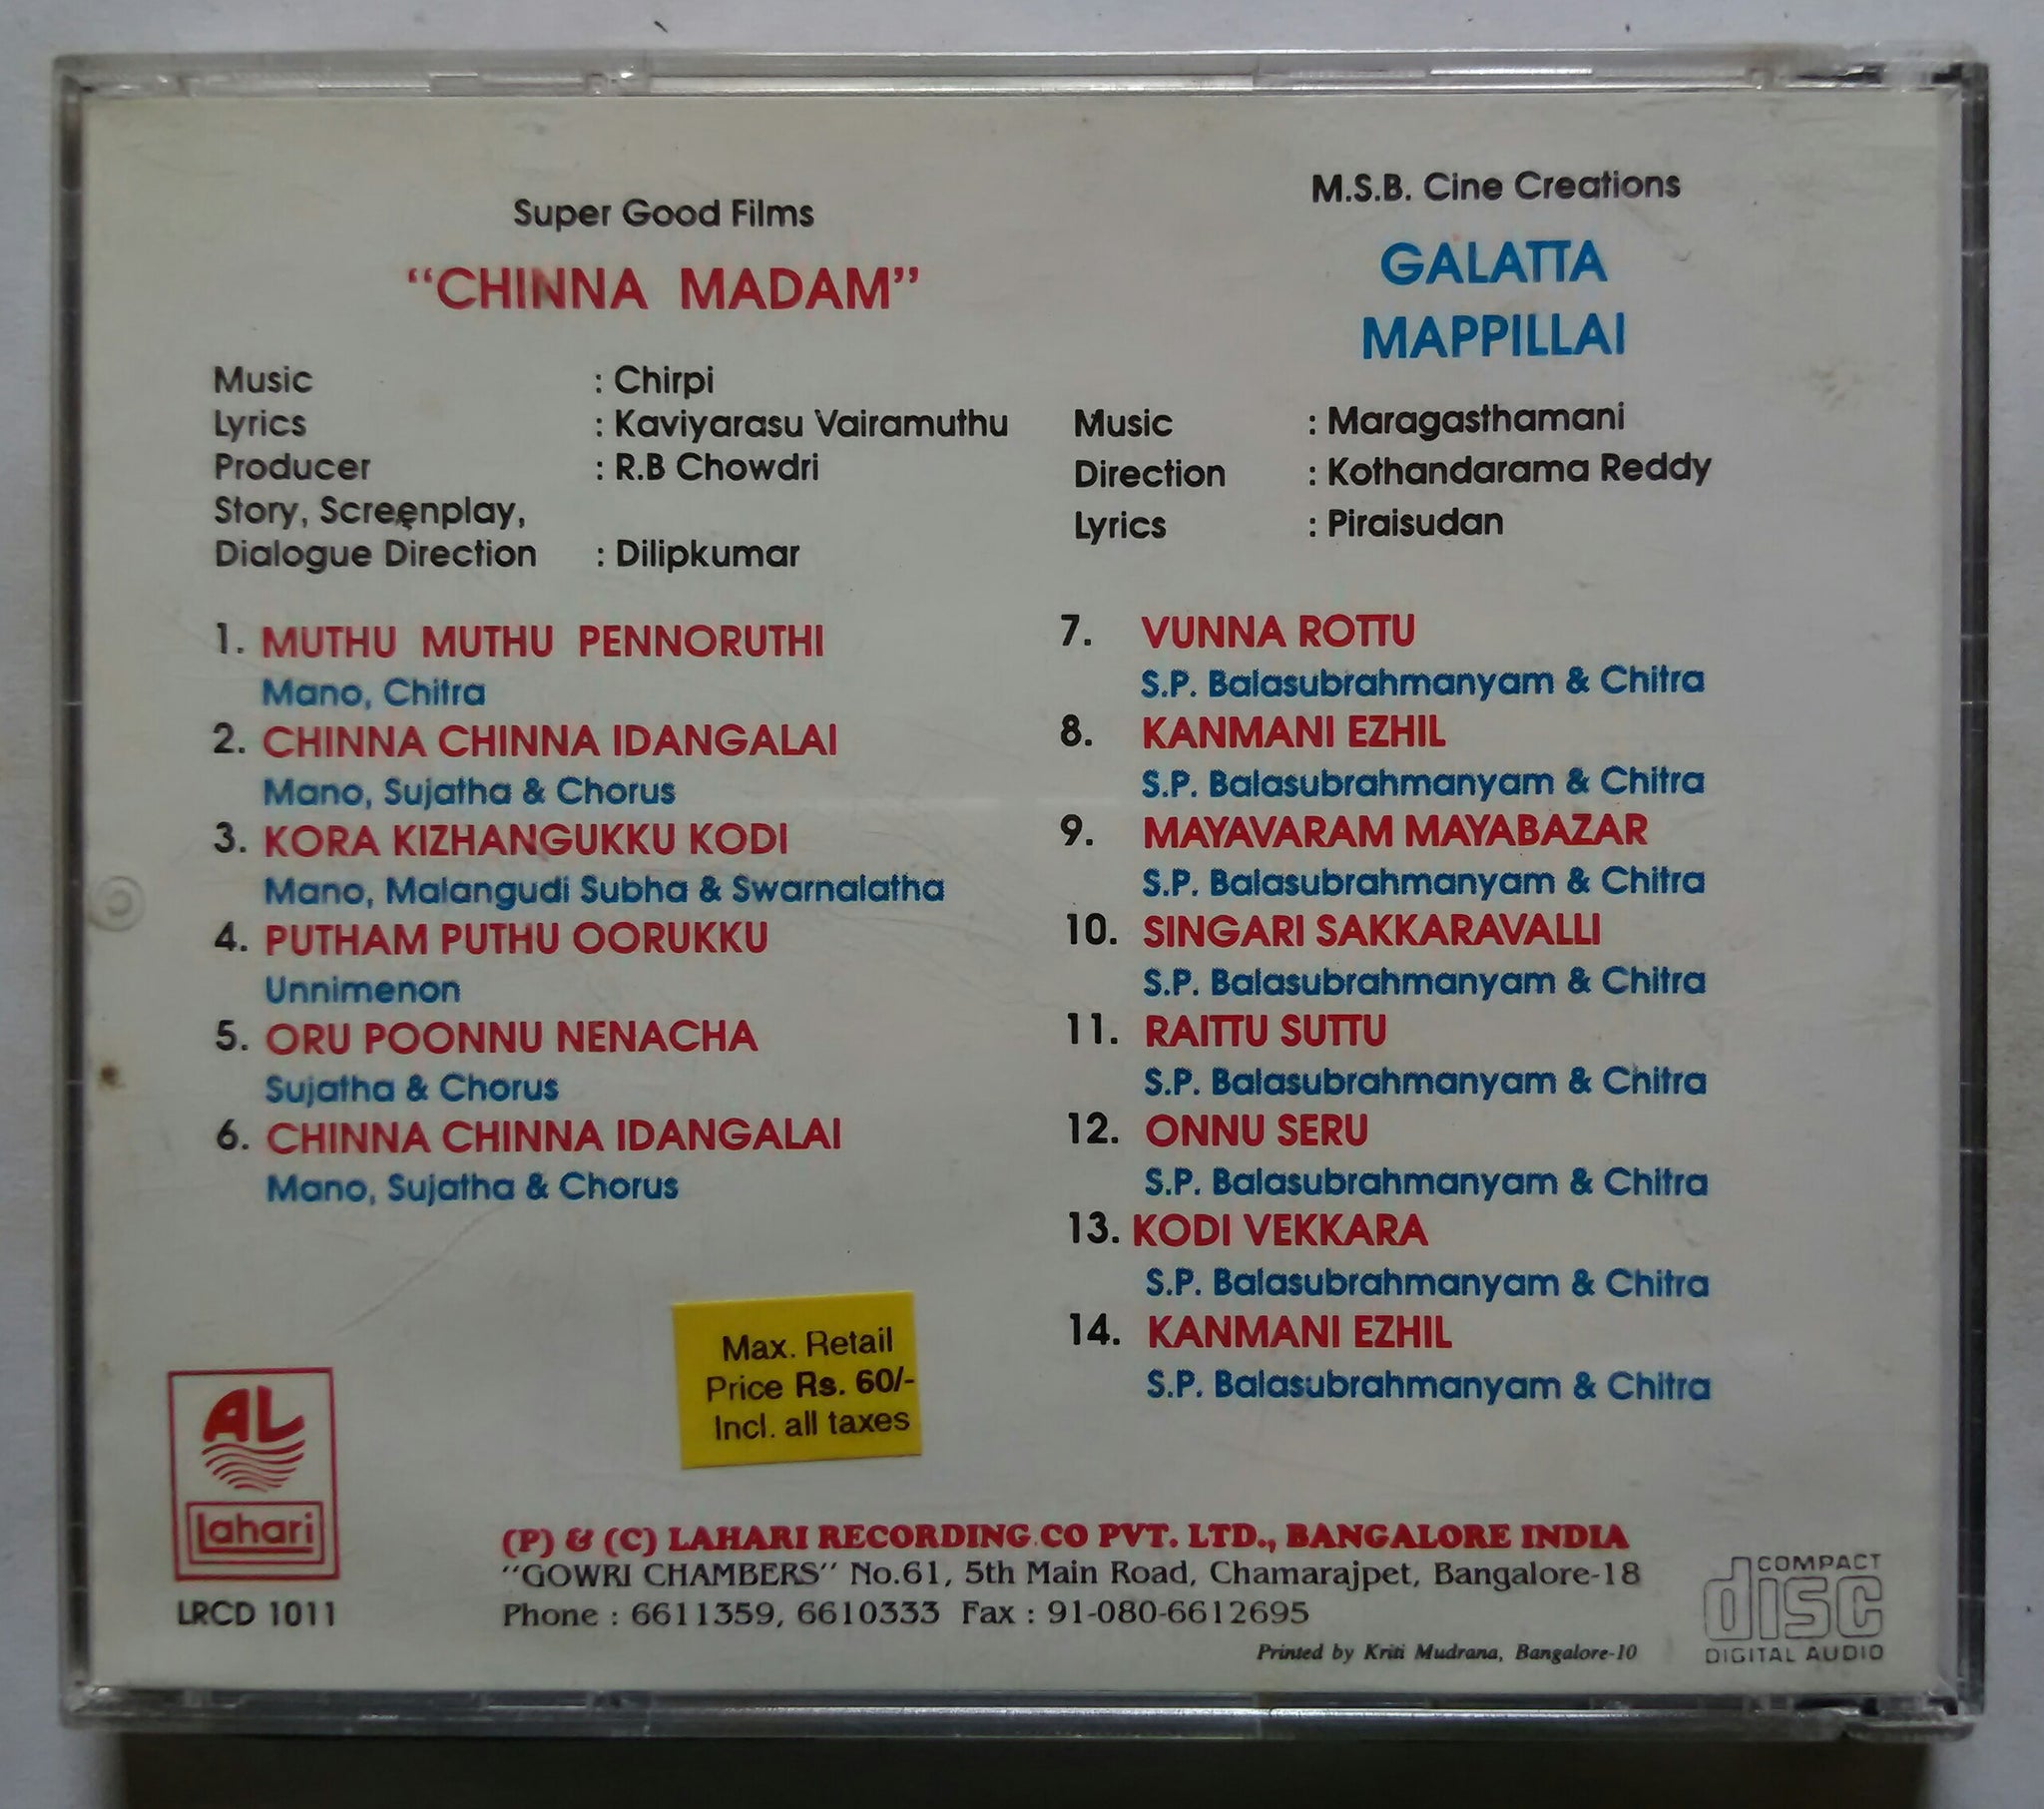 Super Good Films
"CHINNA MADAM"
Music : Chirpi
Lyrics : Kaviyarasu Vairamuthu
Producer : R.B Chowdri
Story, Screenplay,
Dialogue Direction : Dilipkumar
1. MUTHU MUTHU PENNORUTHI
Mano, Chitra
2. CHINNA CHINNA IDANGALAI
Mano, Sujatha & Chorus
3. KORA KIZHANGUKKU KODI
Mano, Malangudi Subha & Swarnalatha
4. PUTHAM PUTHU OORUKKU
Unnimenon
5. ORU POONNU NENACHA
Sujatha & Chorus
6. CHINNA CHINNA IDANGALAI
Mano, Sujatha & Chorus
M.S.B. Cine Creations
GALATTA
MAPPILLAI
Music : Maragasthamani
Direction : Kothandarama Reddy
Lyrics : Piraisudan
7. VUNNA ROTTU
S.P. Balasubrahmanyam & Chitra
8. KANMANI EZHIL
S.P. Balasubrahmanyam & Chitra
9. MAYAVARAM MAYABAZAR
S.P. Balasubrahmanyam & Chitra
10. SINGARI SAKKARAVALLI
S.P. Balasubrahmanyam & Chitra
11. RAITTU SUTTU
S.P. Balasubrahmanyam & Chitra
12. ONNU SERU
S.P. Balasubrahmanyam & Chitra
13. KODI VEKKARA
S.P. Balasubrahmanyam & Chitra
14. KANMANI EZHIL
S.P. Balasubrahmanyam & Chitra
Max. Retail
Price Rs. 60/-
Incl. all taxes
AL
lahari
LRCD 1011
(P) & (C) LAHARI RECORDING CO PVT. LTD., BANGALORE INDIA
"GOWRI CHAMBERS" No.61, 5th Main Road, Chamarajpet, Bangalore-18
Phone : 6611359, 6610333 Fax : 91-080-6612695
Printed by Kriti Mudrana, Bangalore-10
COMPACT
disc
DIGITAL AUDIO